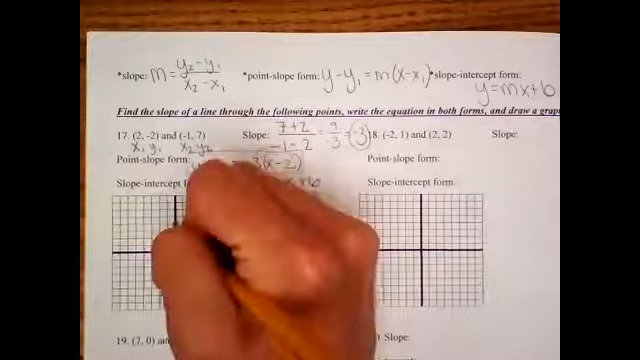 *slope: m = y₂ - y₁ / x₂ - x₁ *point-slope form: y - y₁ = m(x - x₁) *slope-intercept form: y = mx + b
Find the slope of a line through the following points, write the equation in both forms, and draw a grap
17. (2, -2) and (-1, 7) Slope: 7+2 / -1-2 = 9 / -3 = -3 18. (-2, 1) and (2, 2) Slope:
x₁ y₁ x₂ y₂
Point-slope form: 3(x-2) Point-slope form:
Slope-intercept f Slope-intercept form:
19. (7, 0) an 0. Slope: